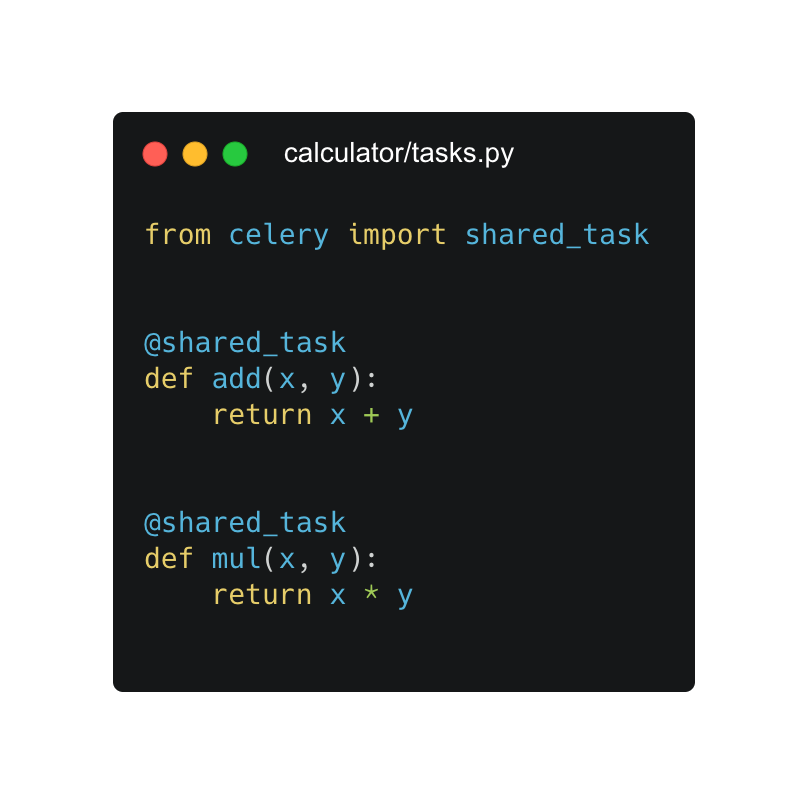 calculator/tasks.py
from celery import shared_task
@shared_task
def add(x, y):
    return x + y
@shared_task
def mul(x, y):
    return x * y